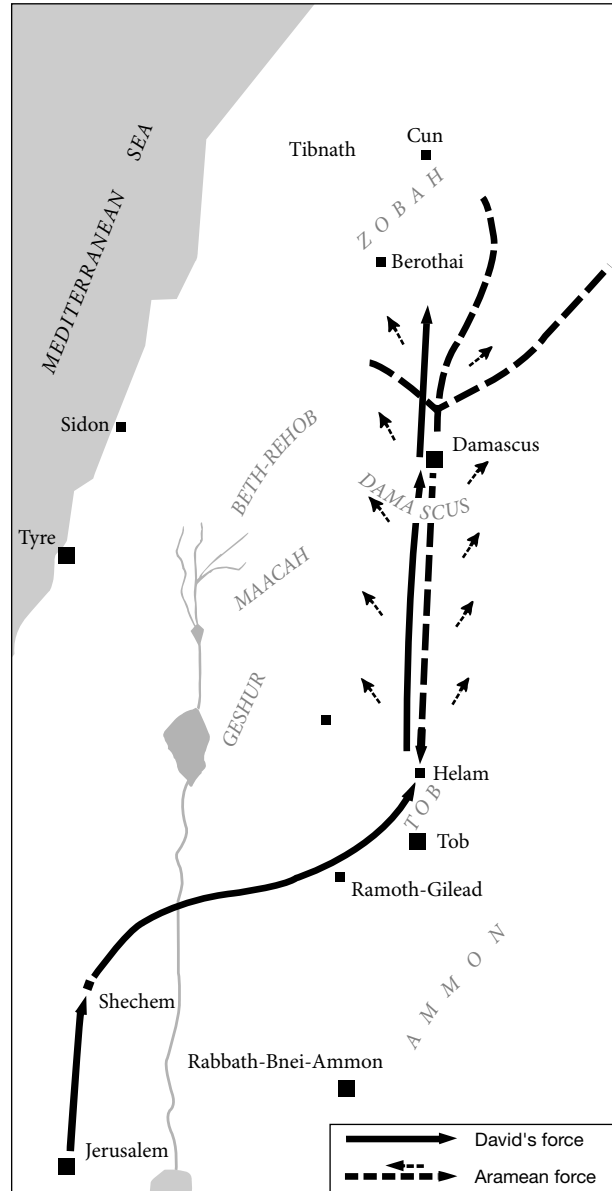 Cun
Tibnath
MEDITERRANEAN SEA
ZOBAH
Berothai
Sidon
BETH-REHOB
Damascus
DAMASCUS
Tyre
MAACAH
GESHUR
Helam
TOB
Tob
Ramoth-Gilead
AMMON
Shechem
Rabbath-Bnei-Ammon
Jerusalem
David's force
Aramean force